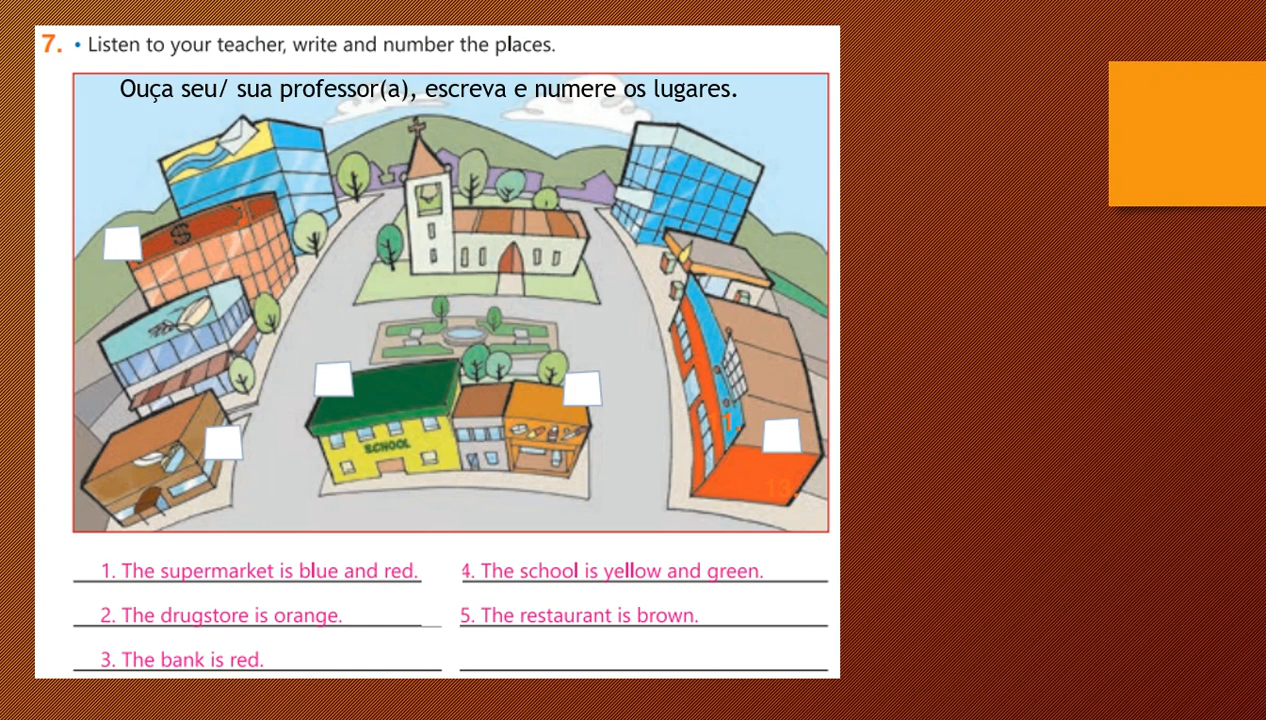 7. • Listen to your teacher, write and number the places.
Ouça seu/ sua professor(a), escreva e numere os lugares.
$
SCHOOL
13
1. The supermarket is blue and red.
4. The school is yellow and green.
2. The drugstore is orange.
5. The restaurant is brown.
3. The bank is red.